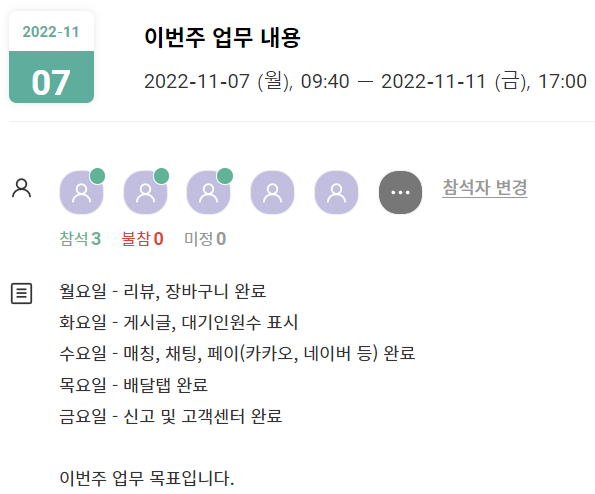 2022-11
07
이번주 업무 내용
2022-11-07 (월), 09:40 — 2022-11-11 (금), 17:00
참석자 변경
참석 3 불참 0 미정 0
월요일 - 리뷰, 장바구니 완료
화요일 - 게시글, 대기인원수 표시
수요일 - 매칭, 채팅, 페이(카카오, 네이버 등) 완료
목요일 - 배달탭 완료
금요일 - 신고 및 고객센터 완료
이번주 업무 목표입니다.